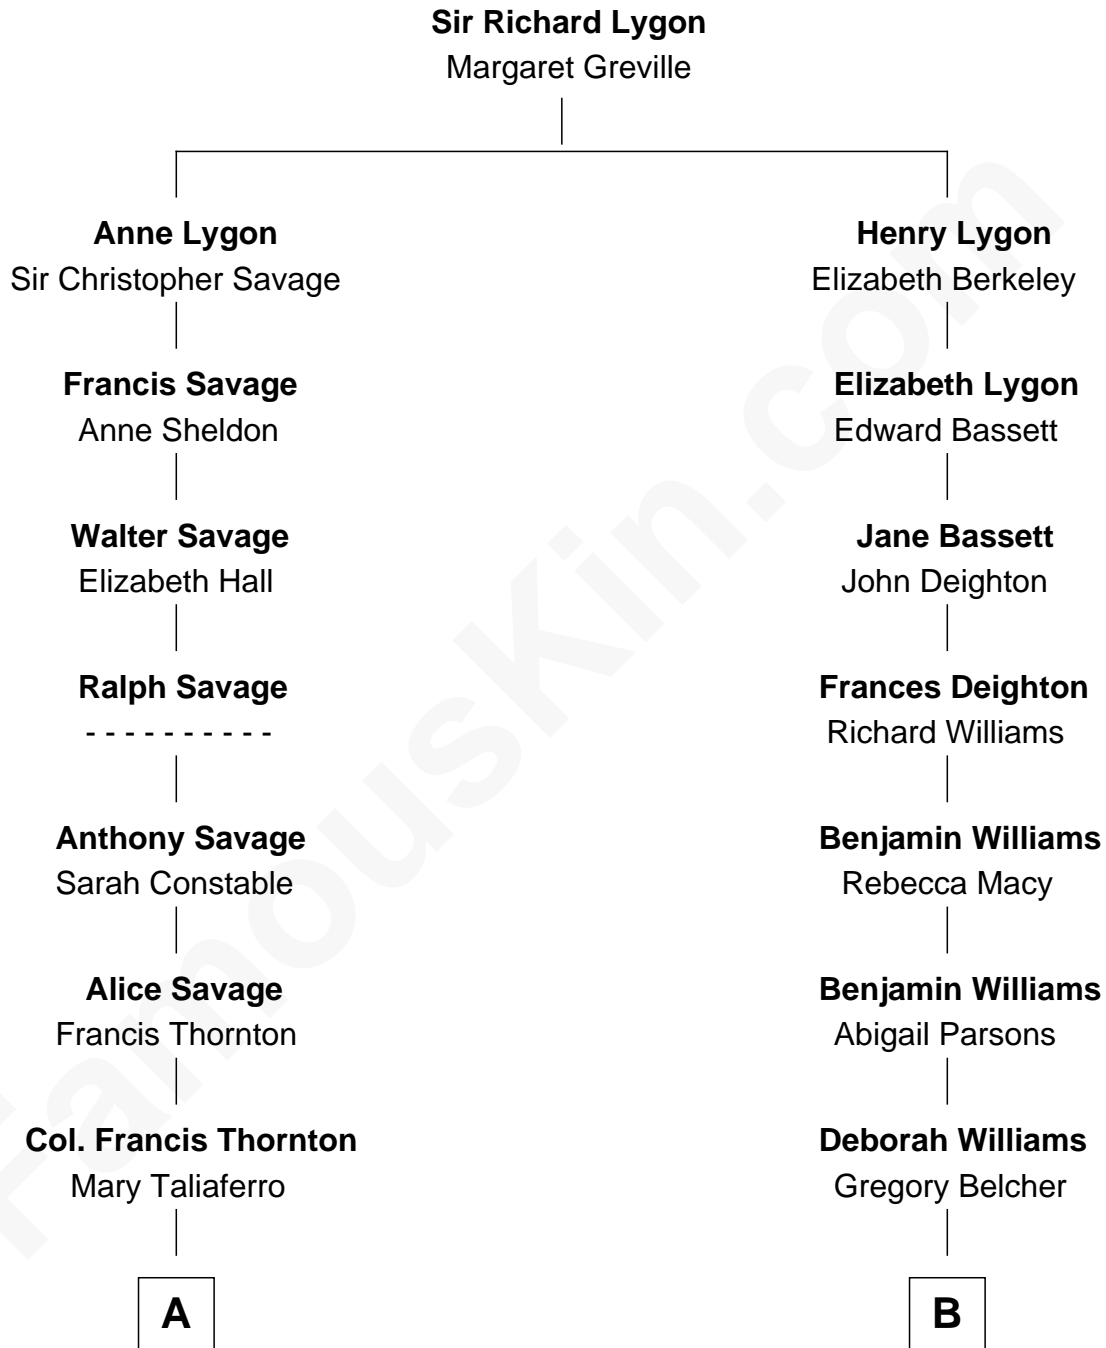 Sir Richard Lygon
Margaret Greville
Anne Lygon
Sir Christopher Savage
Henry Lygon
Elizabeth Berkeley
Francis Savage
Anne Sheldon
Elizabeth Lygon
Edward Bassett
Walter Savage
Elizabeth Hall
Jane Bassett
John Deighton
Ralph Savage
- - - - - - - - - -
Frances Deighton
Richard Williams
Anthony Savage
Sarah Constable
Benjamin Williams
Rebecca Macy
Alice Savage
Francis Thornton
Benjamin Williams
Abigail Parsons
Col. Francis Thornton
Mary Taliaferro
Deborah Williams
Gregory Belcher
A
B
FamousKin.com